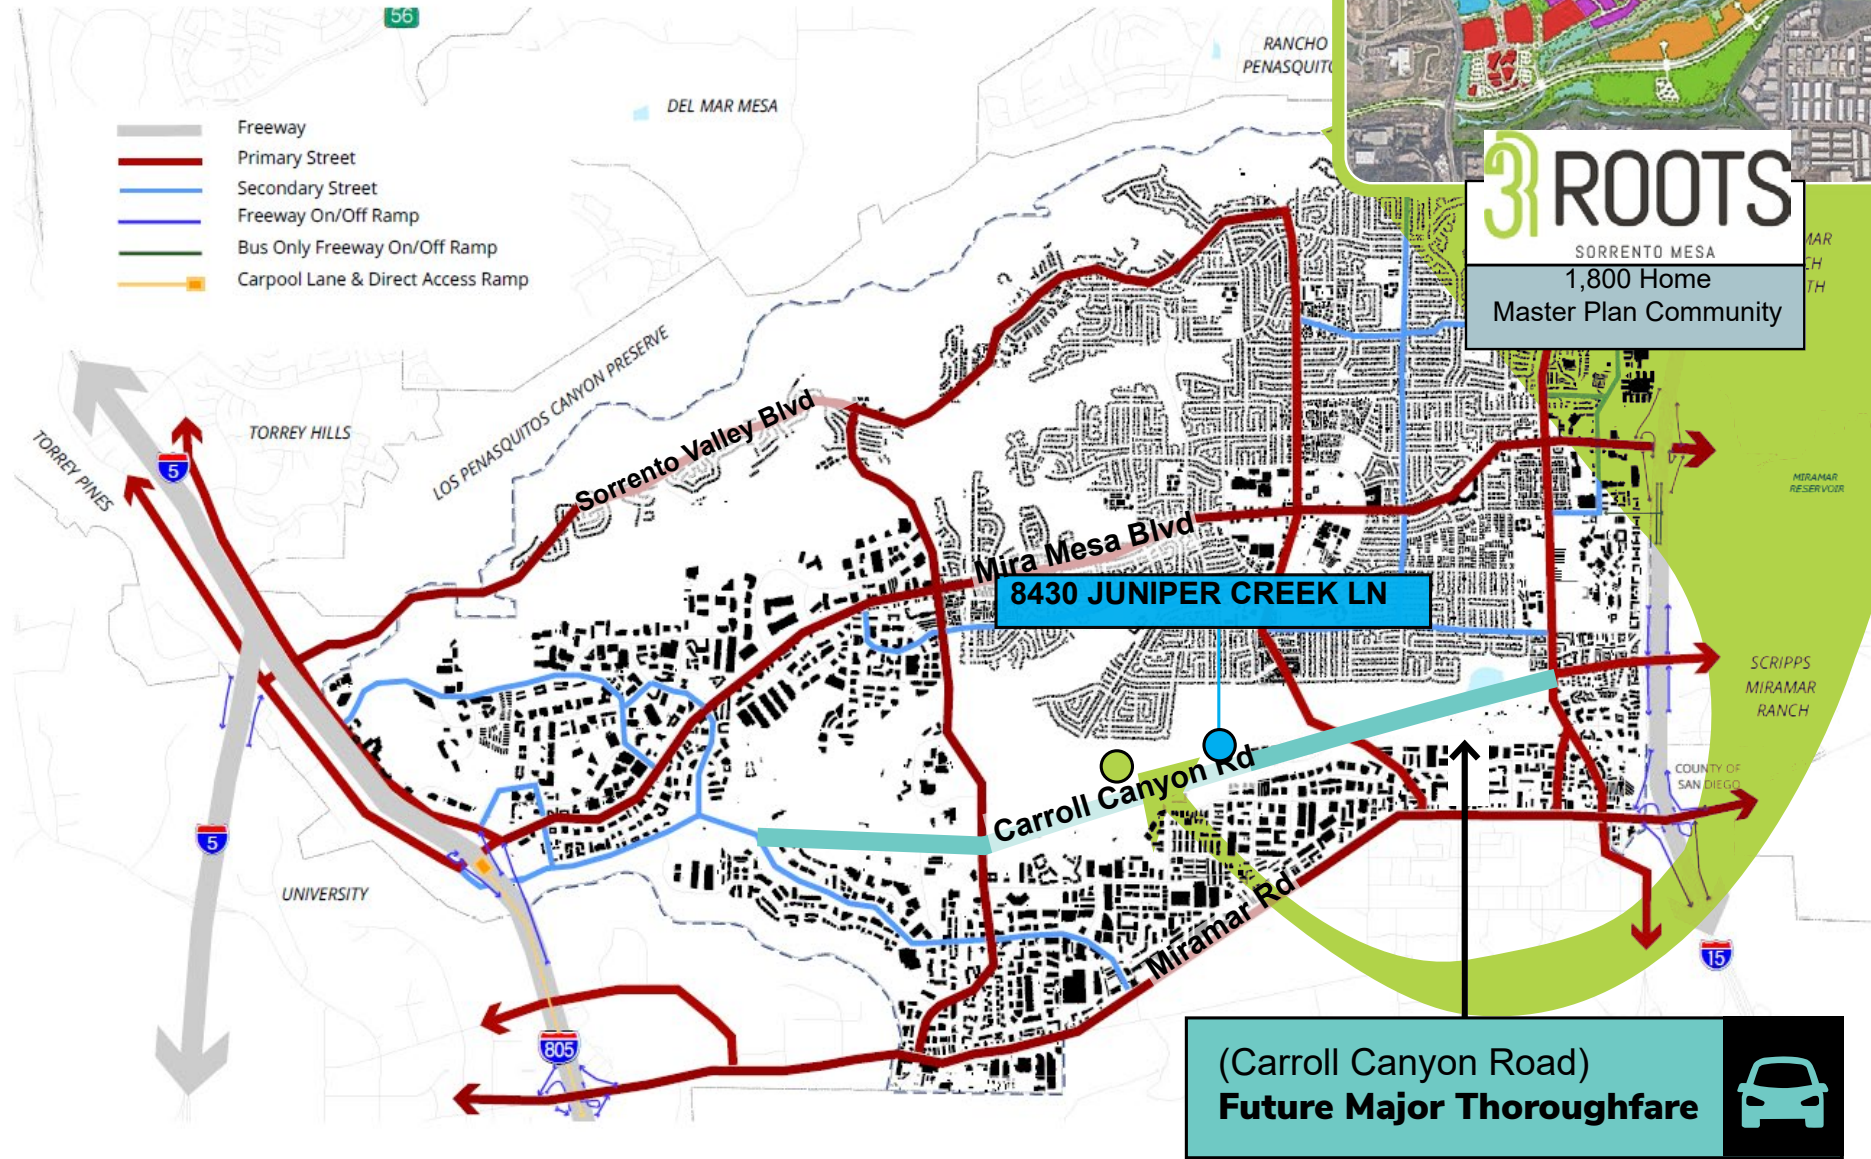 56
RANCHO
DEL MAR MESA
Freeway
Primary Street
Secondary Street
Freeway On/Off Ramp
Bus Only Freeway On/Off Ramp
Carpool Lane & Direct Access Ramp
3 ROOTS
SORRENTO MESA
1,800 Home
Master Plan Community
MAR
CH
TH
LOS PENASQUITOS CANYON PRESERVE
TORREY HILLS
TORREY PINES
5
Sorrento Valley Blvd
MIRAMAR
RESERVOIR
Mira Mesa Blvd
8430 JUNIPER CREEK LN
SCRIPPS
MIRAMAR
RANCH
Carroll Canyon Rd
COUNTY OF
SAN DIEGO
5
UNIVERSITY
Miramar Rd
15
805
(Carroll Canyon Road)
Future Major Thoroughfare